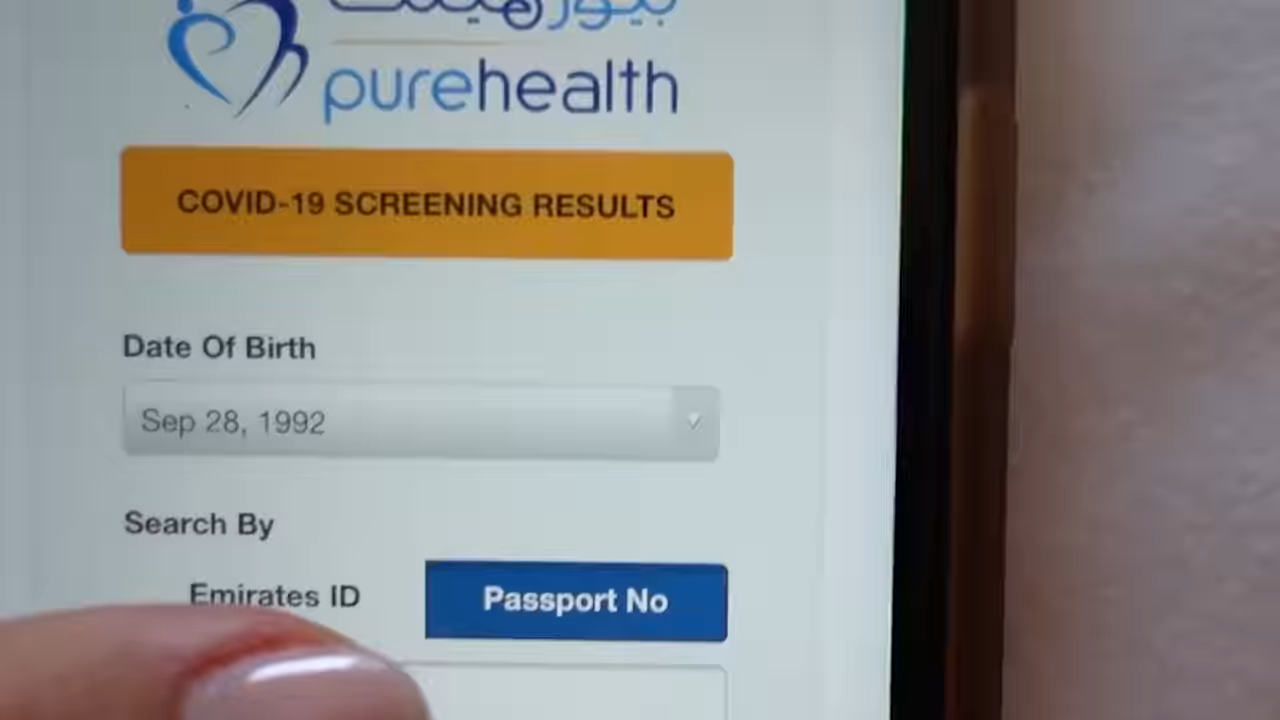 purehealth
COVID-19 SCREENING RESULTS
Date Of Birth
Sep 28, 1992
Search By
Emirates ID
Passport No